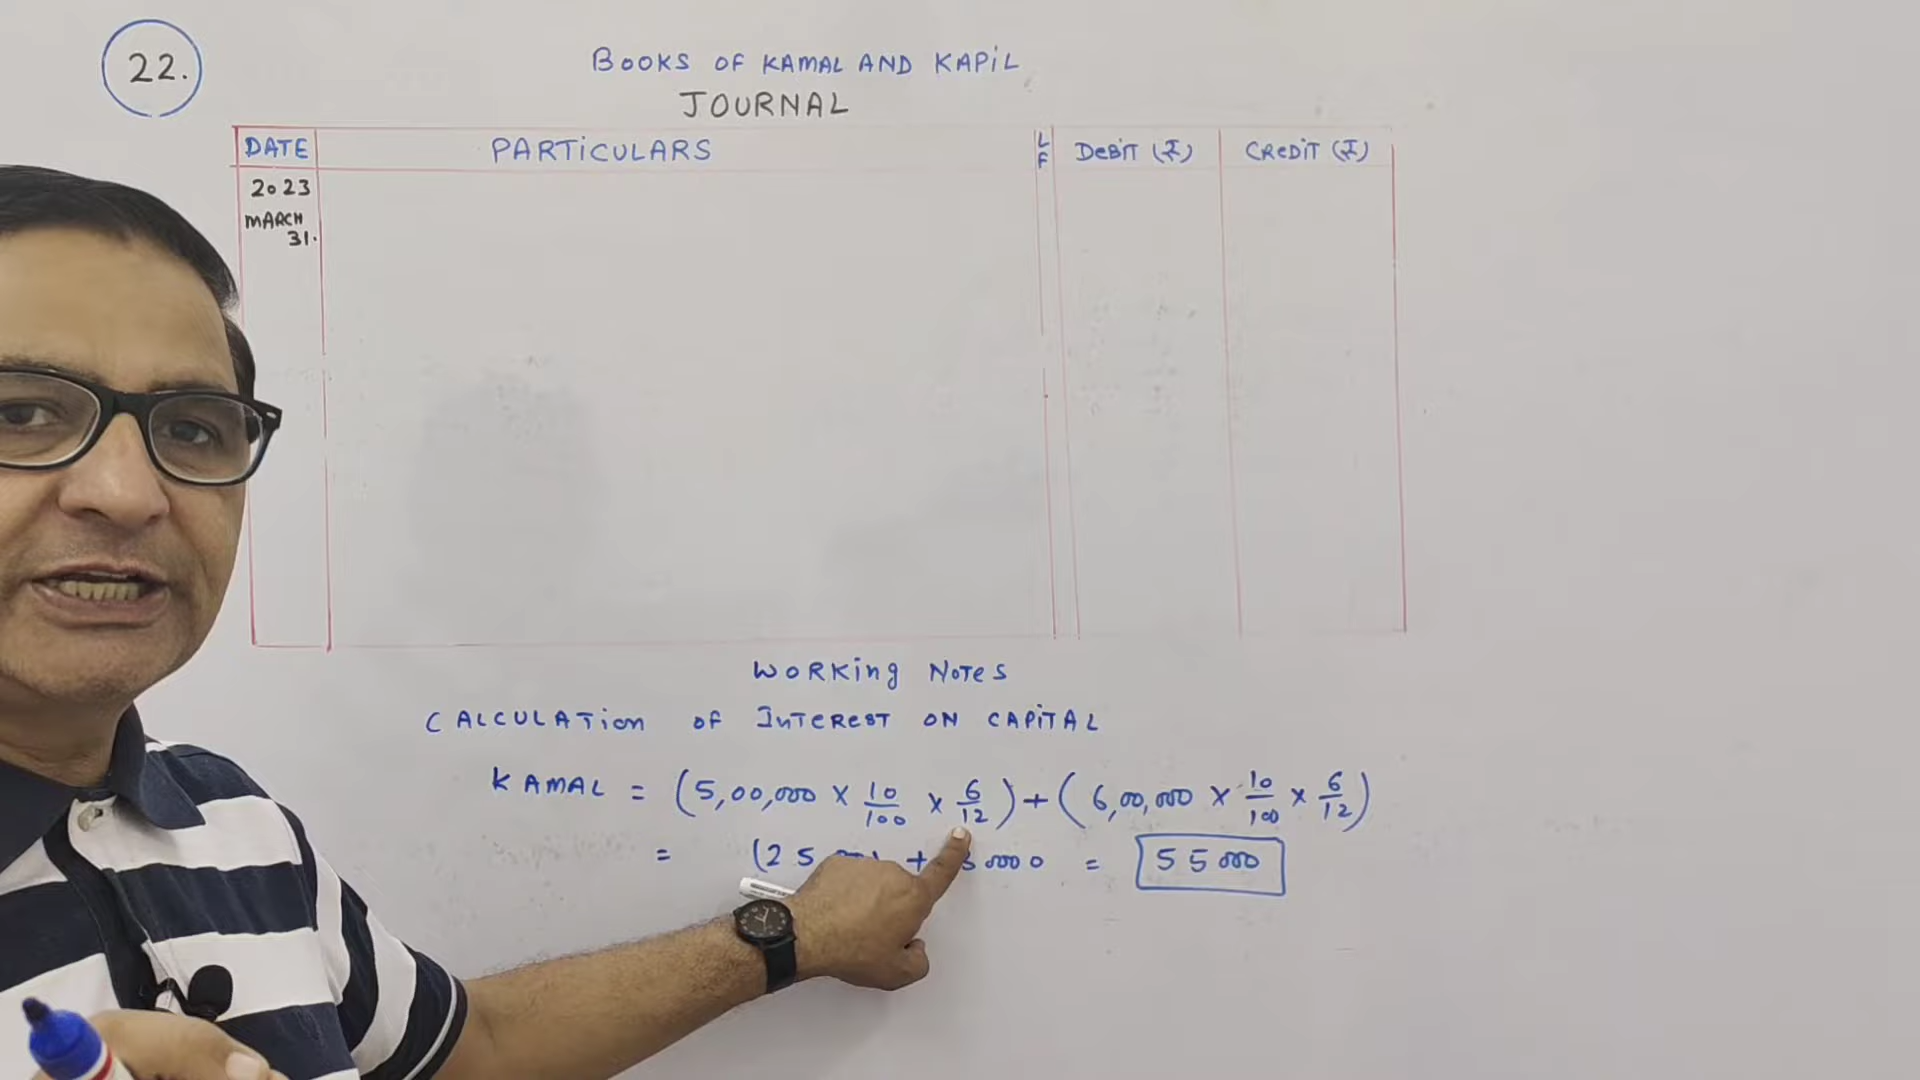 22.
BOOKS OF KAMAL AND KAPiL
JOURNAL
DATE PARTiCULARS LF DeBiT (₹) CReDiT (₹)
2023
MARCH
31.
WORKing NoTes
CALCULATion OF InTEREST ON CAPiTAL
KAMAL = (5,00,000 × 10/100 × 6/12) + (6,00,000 × 10/100 × 6/12)
= + = 55000